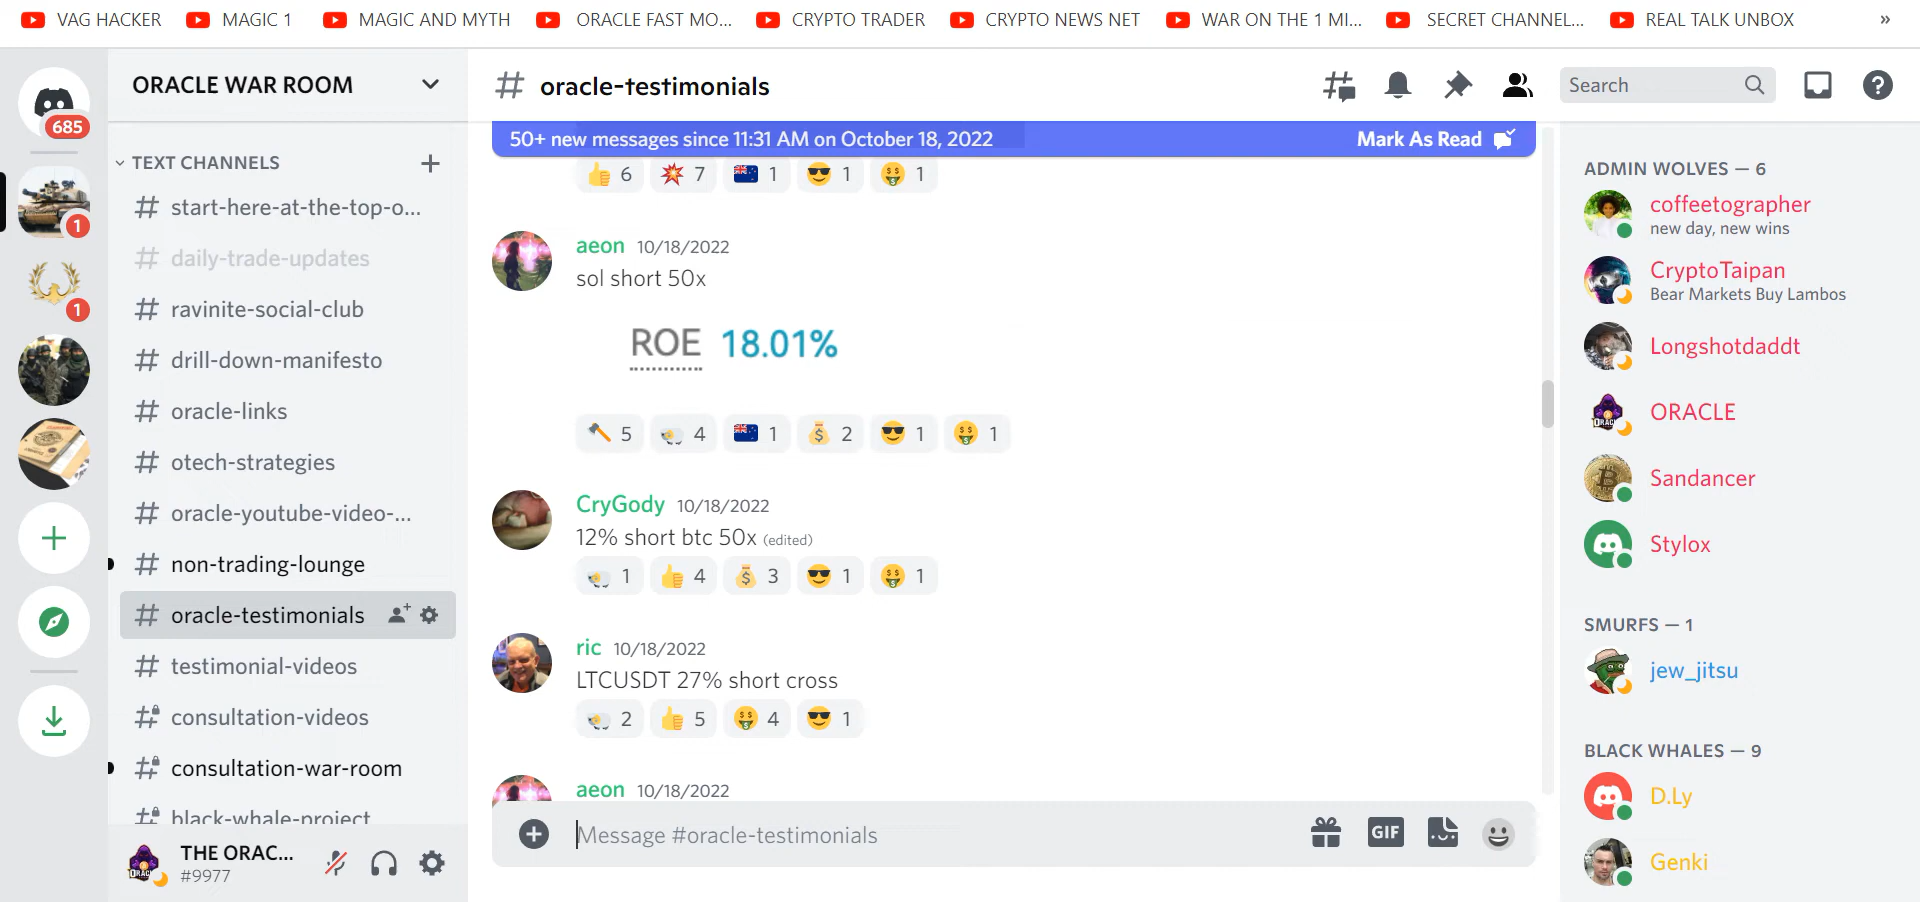 VAG HACKER MAGIC 1 MAGIC AND MYTH ORACLE FAST MO... CRYPTO TRADER CRYPTO NEWS NET WAR ON THE 1 MI... SECRET CHANNEL... REAL TALK UNBOX »
ORACLE WAR ROOM
685
1
1
TEXT CHANNELS
# start-here-at-the-top-o...
# daily-trade-updates
# ravinite-social-club
# drill-down-manifesto
# oracle-links
# otech-strategies
# oracle-youtube-video-...
# non-trading-lounge
# oracle-testimonials
# testimonial-videos
# consultation-videos
# consultation-war-room
# black-whale-project
THE ORAC...
#9977
# oracle-testimonials
Search
50+ new messages since 11:31 AM on October 18, 2022 Mark As Read
6 7 1 1 1
aeon 10/18/2022
sol short 50x
ROE 18.01%
5 4 1 2 1 1
CryGody 10/18/2022
12% short btc 50x (edited)
1 4 3 1 1
ric 10/18/2022
LTCUSDT 27% short cross
2 5 4 1
aeon 10/18/2022
Message #oracle-testimonials
GIF
ADMIN WOLVES — 6
coffeetographer
new day, new wins
CryptoTaipan
Bear Markets Buy Lambos
Longshotdaddt
ORACLE
Sandancer
Stylox
SMURFS — 1
jew_jitsu
BLACK WHALES — 9
D.Ly
Genki